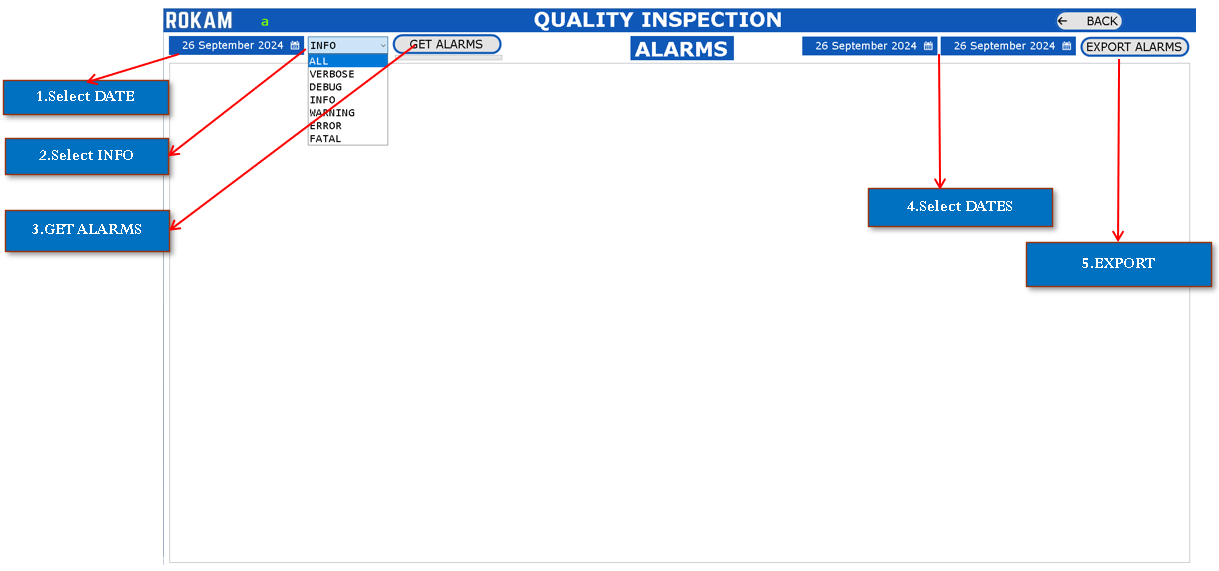 ROKAM a QUALITY INSPECTION BACK
26 September 2024 INFO GET ALARMS ALARMS 26 September 2024 26 September 2024 EXPORT ALARMS
ALL
VERBOSE
DEBUG
INFO
WARNING
ERROR
FATAL
1.Select DATE
2.Select INFO
3.GET ALARMS
4.Select DATES
5.EXPORT